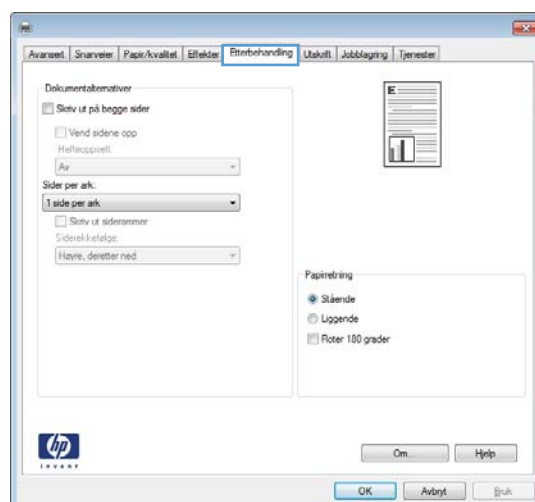 Avansert Snarveier Papir/kvalitet Effekter Etterbehandling Utskrift Jobblagring Tjenester
Dokumentalternativer
Skriv ut på begge sider
Vend sidene opp
Hefteoppsett:
Av
Sider per ark:
1 side per ark
Skriv ut siderammer
Siderekkefølge:
Høyre, deretter ned
E
Papirretning
Stående
Liggende
Roter 180 grader
hp
invent
Om... Hjelp
OK Avbryt Bruk